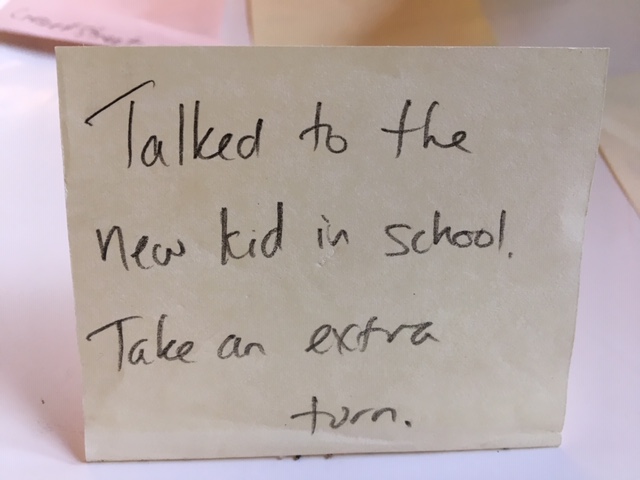 Talked to the
new kid in school.
Take an extra
turn.